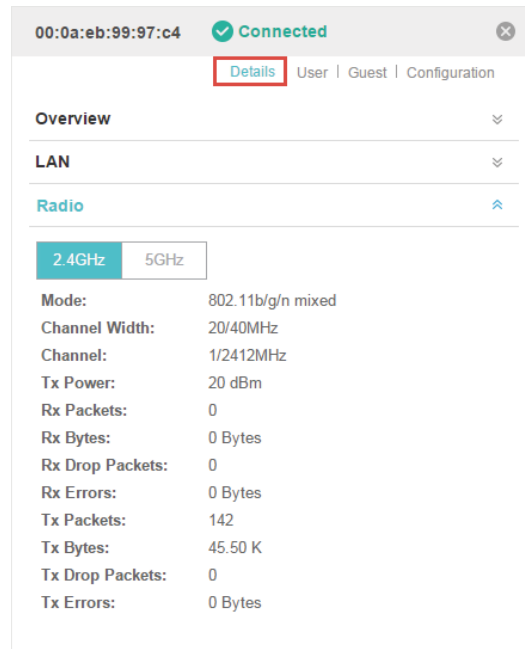 00:0a:eb:99:97:c4 Connected
Details User | Guest | Configuration
Overview
LAN
Radio
2.4GHz 5GHz
Mode: 802.11b/g/n mixed
Channel Width: 20/40MHz
Channel: 1/2412MHz
Tx Power: 20 dBm
Rx Packets: 0
Rx Bytes: 0 Bytes
Rx Drop Packets: 0
Rx Errors: 0 Bytes
Tx Packets: 142
Tx Bytes: 45.50 K
Tx Drop Packets: 0
Tx Errors: 0 Bytes